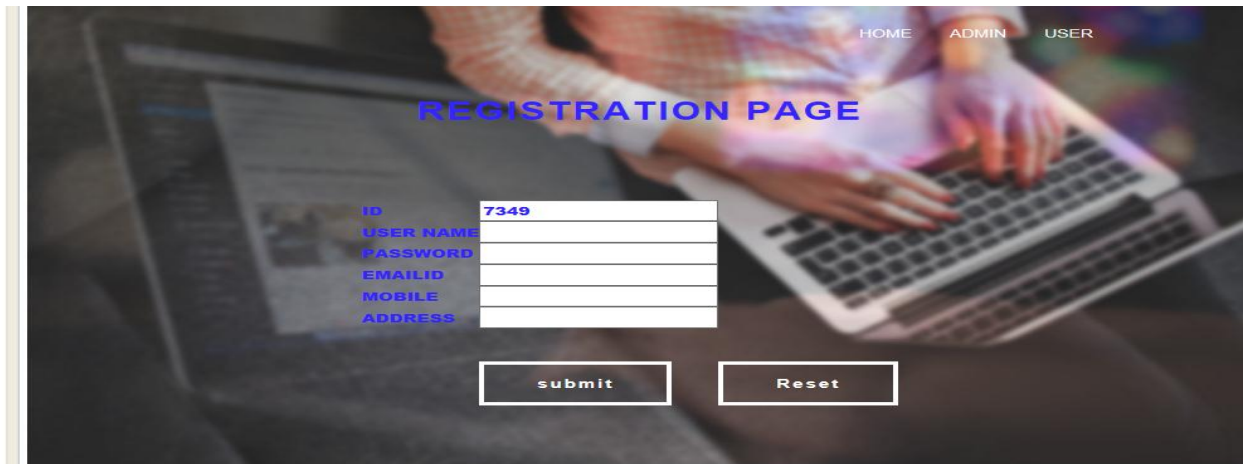 HOME ADMIN USER
REGISTRATION PAGE
ID 7349
USER NAME
PASSWORD
EMAILID
MOBILE
ADDRESS
submit Reset